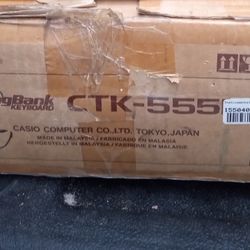 ngBank CTK-555
KEYBOARD
CASIO COMPUTER CO.,LTD. TOKYO,JAPAN
MADE IN MALAYSIA / FABRICADO EN MALASIA
HERGESTELLT IN MALAYSIA / FABRIQUE EN MALAISIE